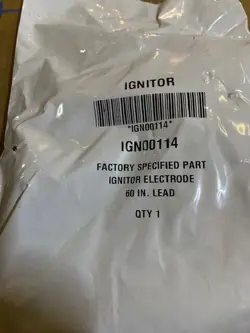 IGNITOR
*IGN00114*
IGN00114
FACTORY SPECIFIED PART
IGNITOR ELECTRODE
60 IN. LEAD
QTY 1